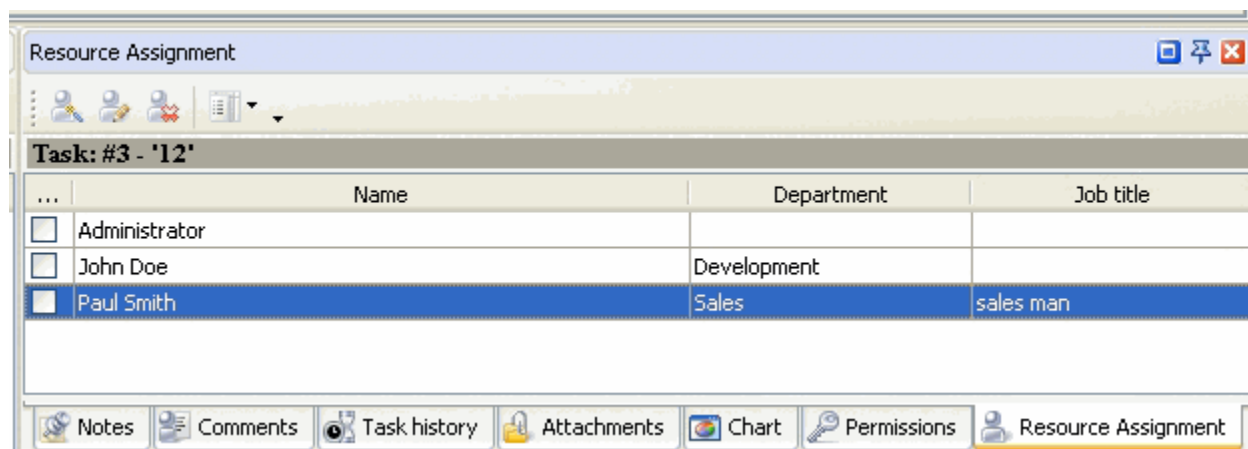 Resource Assignment
Task: #3 - '12'
... Name Department Job title
Administrator
John Doe Development
Paul Smith Sales sales man
Notes Comments Task history Attachments Chart Permissions Resource Assignment